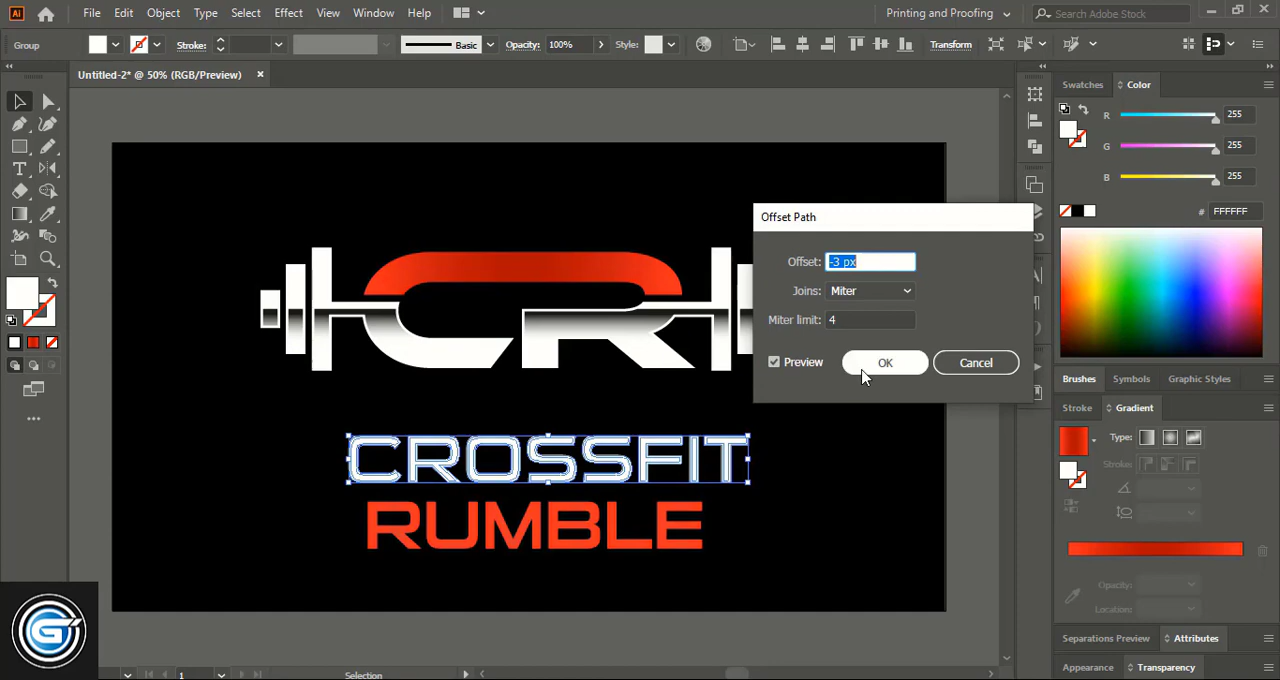 Ai File Edit Object Type Select Effect View Window Help Printing and Proofing Search Adobe Stock
Group Stroke: Basic Opacity: 100% Style: Transform
Untitled-2* @ 50% (RGB/Preview) ×
Swatches Color
R 255
G 255
B 255
# FFFFFF
Offset Path
Offset: -3 px
Joins: Miter
Miter limit: 4
Preview OK Cancel
CR
CROSSFIT
RUMBLE
Brushes Symbols Graphic Styles
Stroke Gradient
Type:
Stroke:
Opacity:
Location:
Separations Preview Attributes
Appearance Transparency
1 Selection